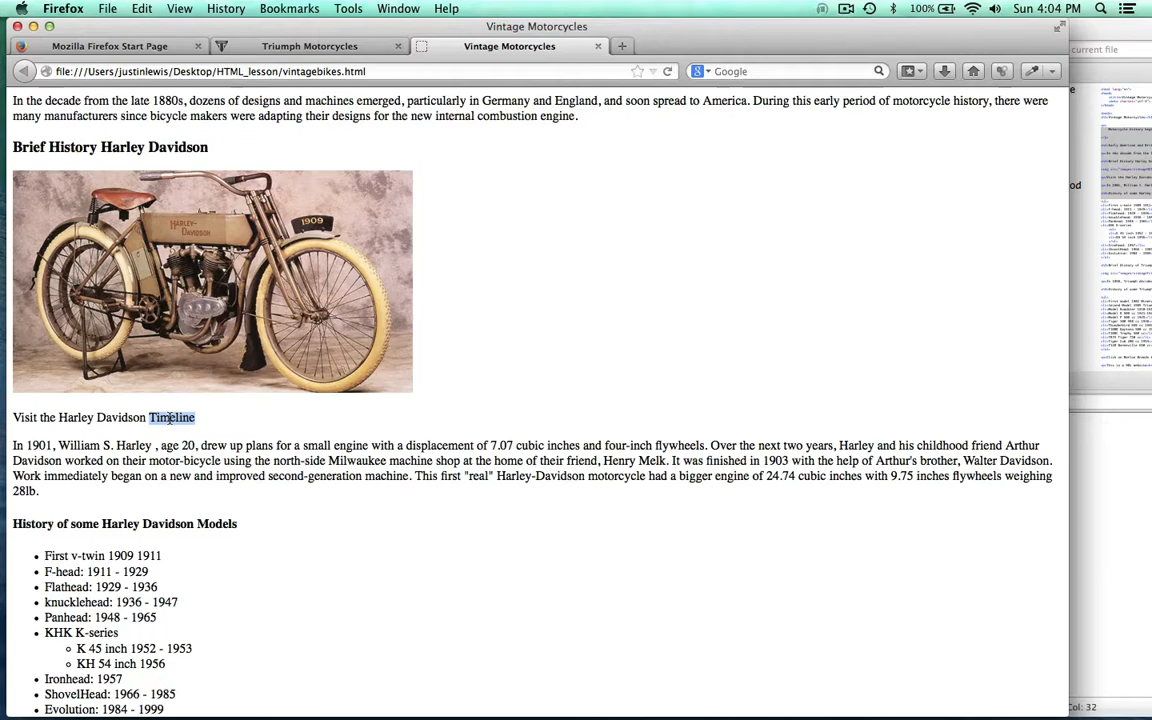 Firefox File Edit View History Bookmarks Tools Window Help 100% Sun 4:04 PM
Vintage Motorcycles
current file
Mozilla Firefox Start Page × Triumph Motorcycles × Vintage Motorcycles × +
file:///Users/justinlewis/Desktop/HTML_lesson/vintagebikes.html Google
In the decade from the late 1880s, dozens of designs and machines emerged, particularly in Germany and England, and soon spread to America. During this early period of motorcycle history, there were
many manufacturers since bicycle makers were adapting their designs for the new internal combustion engine.
Brief History Harley Davidson
HARLEY-
DAVIDSON
1909
Visit the Harley Davidson Timeline
In 1901, William S. Harley , age 20, drew up plans for a small engine with a displacement of 7.07 cubic inches and four-inch flywheels. Over the next two years, Harley and his childhood friend Arthur
Davidson worked on their motor-bicycle using the north-side Milwaukee machine shop at the home of their friend, Henry Melk. It was finished in 1903 with the help of Arthur's brother, Walter Davidson.
Work immediately began on a new and improved second-generation machine. This first "real" Harley-Davidson motorcycle had a bigger engine of 24.74 cubic inches with 9.75 inches flywheels weighing
28lb.
History of some Harley Davidson Models
First v-twin 1909 1911
F-head: 1911 - 1929
Flathead: 1929 - 1936
knucklehead: 1936 - 1947
Panhead: 1948 - 1965
KHK K-series
K 45 inch 1952 - 1953
KH 54 inch 1956
Ironhead: 1957
ShovelHead: 1966 - 1985
Evolution: 1984 - 1999
Col: 32